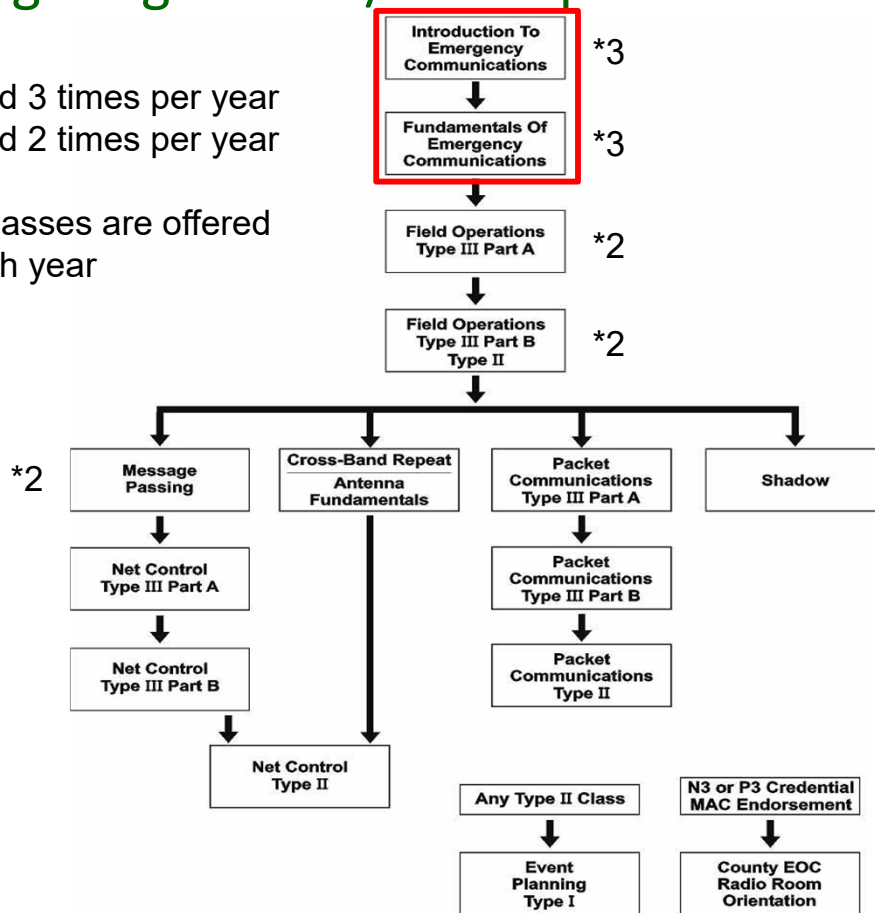 Introduction To
Emergency
Communications
*3
d 3 times per year
d 2 times per year
Fundamentals Of
Emergency
Communications
*3
asses are offered
h year
Field Operations
Type III Part A
*2
Field Operations
Type III Part B
Type II
*2
*2
Message
Passing
Cross-Band Repeat
Antenna
Fundamentals
Packet
Communications
Type III Part A
Shadow
Net Control
Type III Part A
Packet
Communications
Type III Part B
Net Control
Type III Part B
Packet
Communications
Type II
Net Control
Type II
Any Type II Class
N3 or P3 Credential
MAC Endorsement
Event
Planning
Type I
County EOC
Radio Room
Orientation